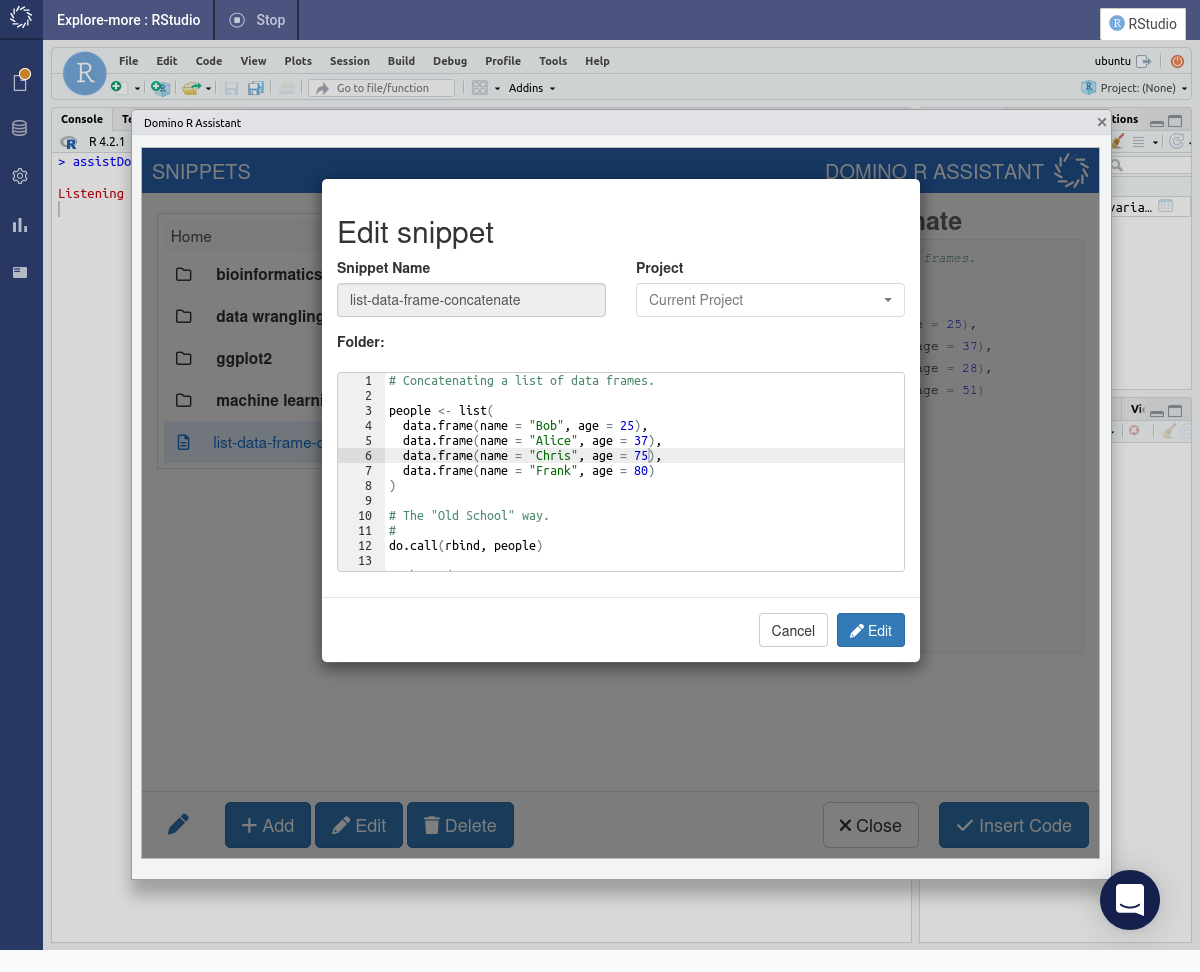 Explore-more : RStudio
Stop
R RStudio
R
File Edit Code View Plots Session Build Debug Profile Tools Help
ubuntu
Go to file/function
Addins
R Project: (None)
Console
R 4.2.1
> assistDo
Listening
Domino R Assistant
SNIPPETS
DOMINO R ASSISTANT
Home
bioinformatics
data wrangling
ggplot2
machine learni
list-data-frame-c
nate
frames.
= 25),
age = 37),
age = 28),
age = 51)
tions
varia…
Edit snippet
Snippet Name
Project
list-data-frame-concatenate
Current Project
Folder:
1 # Concatenating a list of data frames.
2
3 people <- list(
4 data.frame(name = "Bob", age = 25),
5 data.frame(name = "Alice", age = 37),
6 data.frame(name = "Chris", age = 75),
7 data.frame(name = "Frank", age = 80)
8 )
9
10 # The "Old School" way.
11 #
12 do.call(rbind, people)
13
Cancel
Edit
Add
Edit
Delete
Close
Insert Code